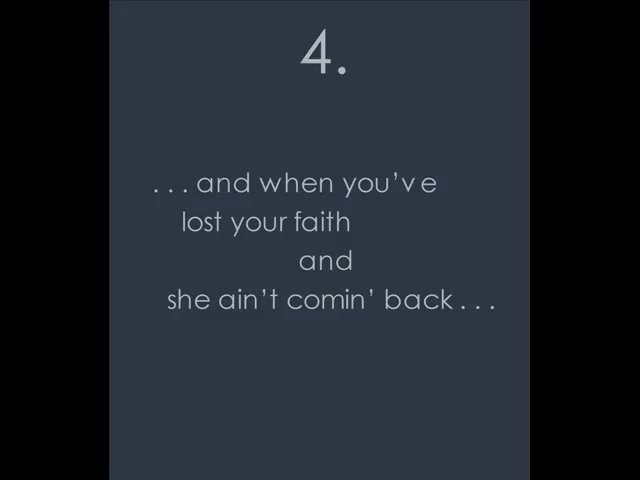 4.
. . . and when you’ve
lost your faith
and
she ain’t comin’ back . . .